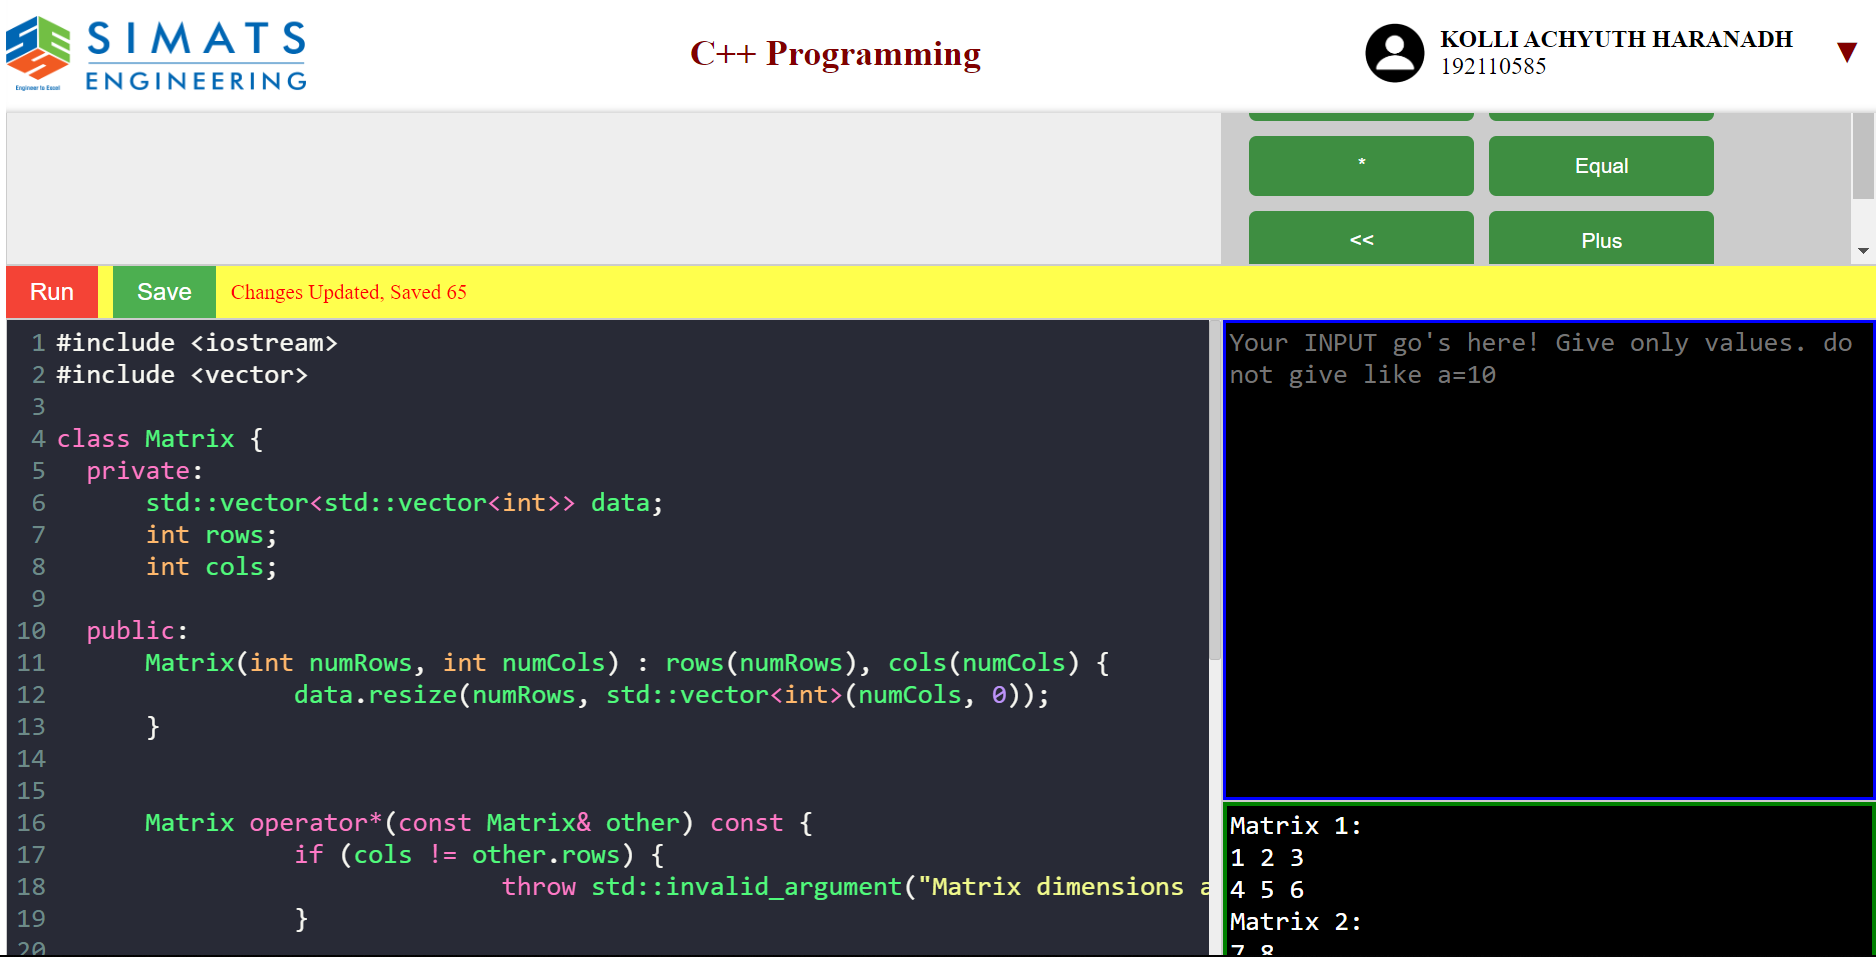 SIMATS
ENGINEERING
Engineer to Excel
C++ Programming
KOLLI ACHYUTH HARANADH
192110585
▼
* Equal
<< Plus
Run Save Changes Updated, Saved 65
1 #include <iostream>
2 #include <vector>
3
4 class Matrix {
5 private:
6 std::vector<std::vector<int>> data;
7 int rows;
8 int cols;
9
10 public:
11 Matrix(int numRows, int numCols) : rows(numRows), cols(numCols) {
12 data.resize(numRows, std::vector<int>(numCols, 0));
13 }
14
15
16 Matrix operator*(const Matrix& other) const {
17 if (cols != other.rows) {
18 throw std::invalid_argument("Matrix dimensions a
19 }
20
Your INPUT go's here! Give only values. do
not give like a=10
Matrix 1:
1 2 3
4 5 6
Matrix 2:
7 8